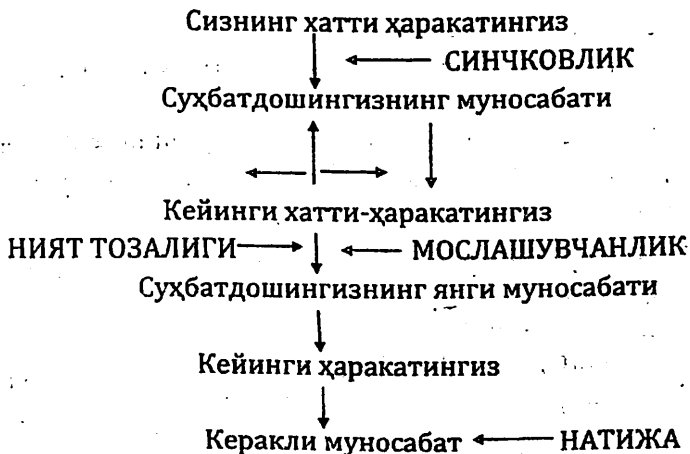 Сизнинг хатти ҳаракатингиз
СИНЧКОВЛИК
Суҳбатдошингизнинг муносабати
Кейинги хатти-ҳаракатингиз
НИЯТ ТОЗАЛИГИ МОСЛАШУВЧАНЛИК
Суҳбатдошингизнинг янги муносабати
Кейинги ҳаракатингиз
Керакли муносабат НАТИЖА